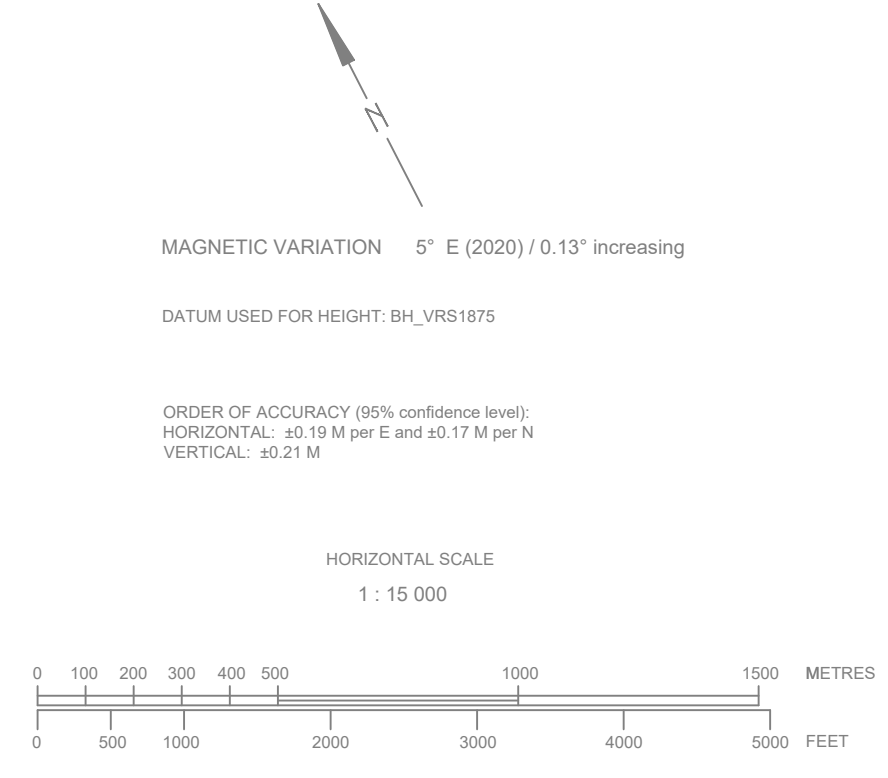 N
MAGNETIC VARIATION 5° E (2020) / 0.13° increasing
DATUM USED FOR HEIGHT: BH_VRS1875
ORDER OF ACCURACY (95% confidence level):
HORIZONTAL: ±0.19 M per E and ±0.17 M per N
VERTICAL: ±0.21 M
HORIZONTAL SCALE
1 : 15 000
0 100 200 300 400 500 1000 1500 METRES
0 500 1000 2000 3000 4000 5000 FEET